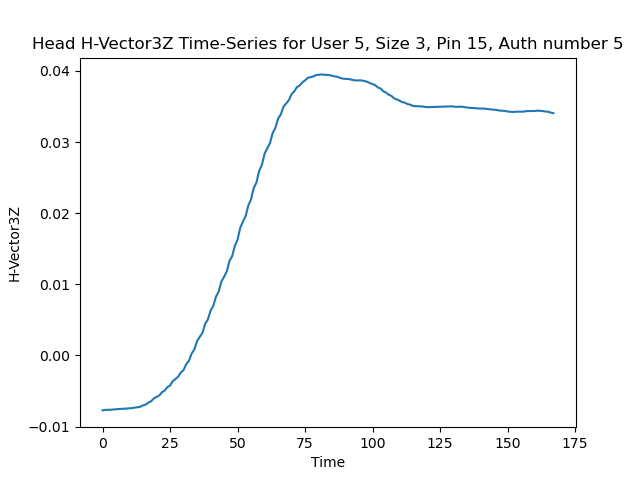 Head H-Vector3Z Time-Series for User 5, Size 3, Pin 15, Auth number 5
0.04
0.03
0.02
0.01
0.00
−0.01
H-Vector3Z
0 25 50 75 100 125 150 175
Time